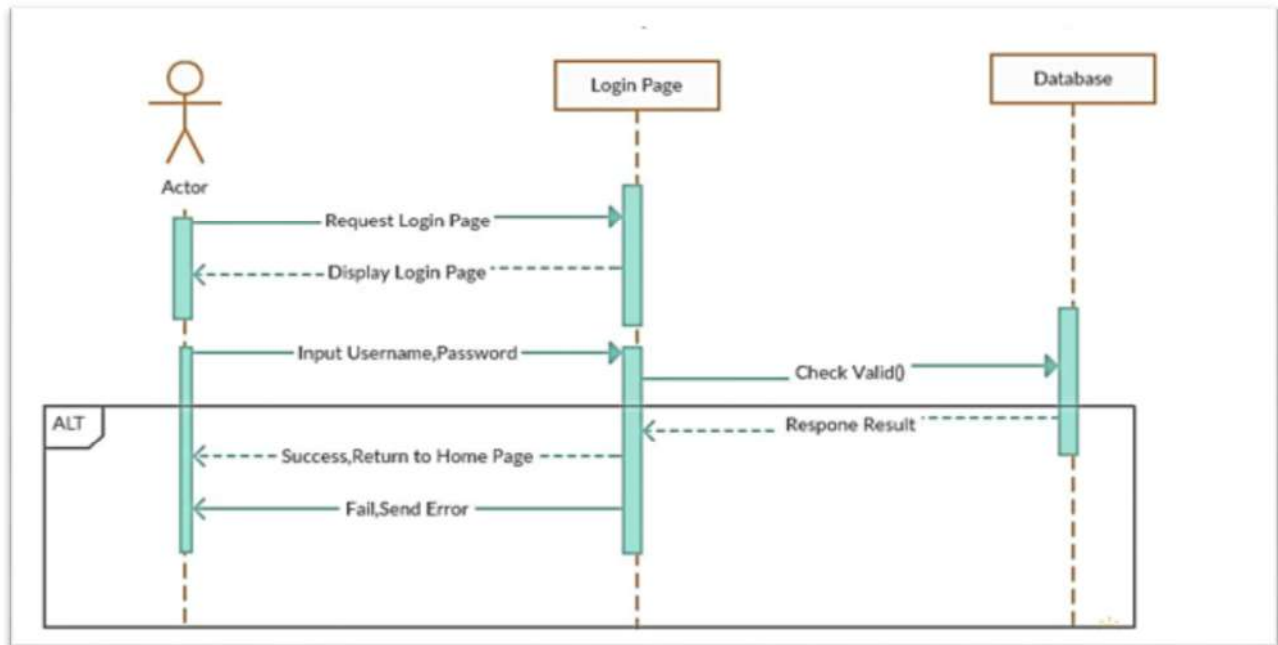 Login Page
Database
Actor
Request Login Page
Display Login Page
Input Username,Password
Check Valid()
ALT
Respone Result
Success,Return to Home Page
Fail,Send Error